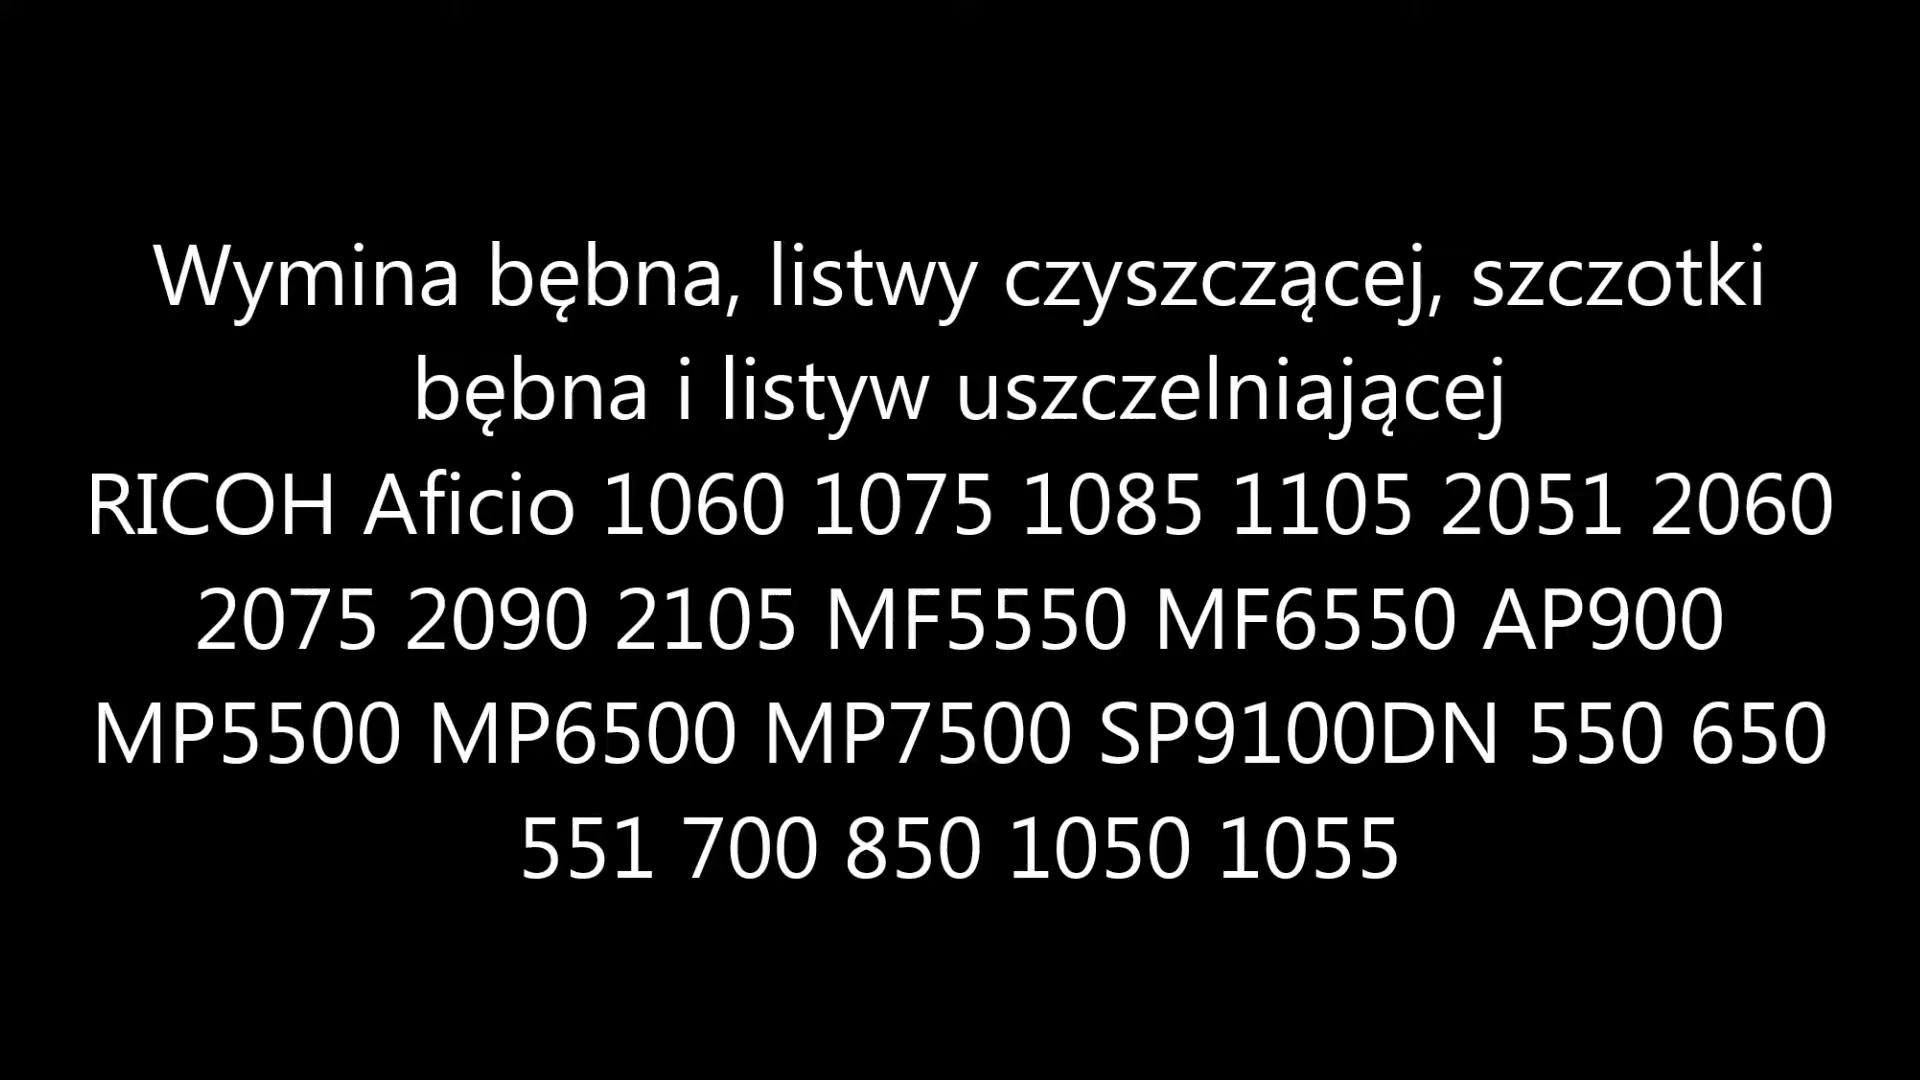 Wymina bębna, listwy czyszczącej, szczotki
bębna i listyw uszczelniającej
RICOH Aficio 1060 1075 1085 1105 2051 2060
2075 2090 2105 MF5550 MF6550 AP900
MP5500 MP6500 MP7500 SP9100DN 550 650
551 700 850 1050 1055